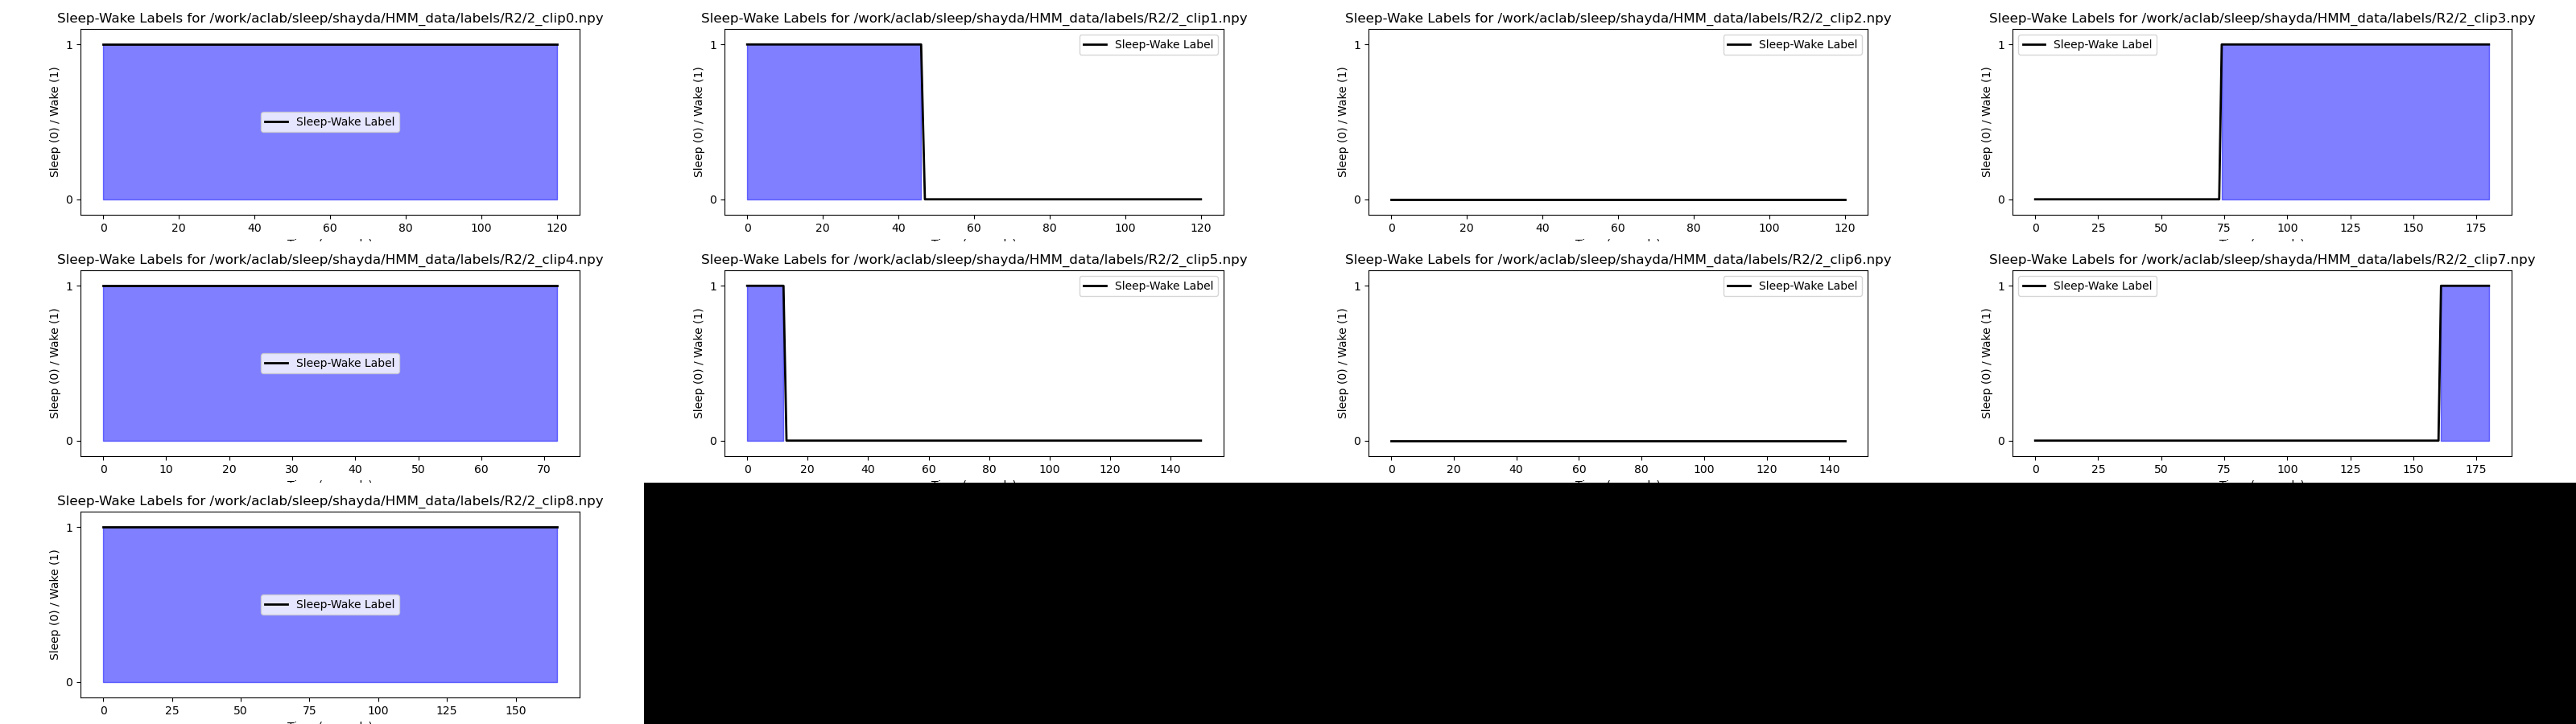 Sleep-Wake Labels for /work/aclab/sleep/shayda/HMM_data/labels/R2/2_clip0.npy
Sleep (0) / Wake (1)
1
0
Sleep-Wake Label
0 20 40 60 80 100 120
Sleep-Wake Labels for /work/aclab/sleep/shayda/HMM_data/labels/R2/2_clip1.npy
Sleep (0) / Wake (1)
1
0
Sleep-Wake Label
0 20 40 60 80 100 120
Sleep-Wake Labels for /work/aclab/sleep/shayda/HMM_data/labels/R2/2_clip2.npy
Sleep (0) / Wake (1)
1
0
Sleep-Wake Label
0 20 40 60 80 100 120
Sleep-Wake Labels for /work/aclab/sleep/shayda/HMM_data/labels/R2/2_clip3.npy
Sleep (0) / Wake (1)
1
0
Sleep-Wake Label
0 25 50 75 100 125 150 175
Sleep-Wake Labels for /work/aclab/sleep/shayda/HMM_data/labels/R2/2_clip4.npy
Sleep (0) / Wake (1)
1
0
Sleep-Wake Label
0 10 20 30 40 50 60 70
Sleep-Wake Labels for /work/aclab/sleep/shayda/HMM_data/labels/R2/2_clip5.npy
Sleep (0) / Wake (1)
1
0
Sleep-Wake Label
0 20 40 60 80 100 120 140
Sleep-Wake Labels for /work/aclab/sleep/shayda/HMM_data/labels/R2/2_clip6.npy
Sleep (0) / Wake (1)
1
0
Sleep-Wake Label
0 20 40 60 80 100 120 140
Sleep-Wake Labels for /work/aclab/sleep/shayda/HMM_data/labels/R2/2_clip7.npy
Sleep (0) / Wake (1)
1
0
Sleep-Wake Label
0 25 50 75 100 125 150 175
Sleep-Wake Labels for /work/aclab/sleep/shayda/HMM_data/labels/R2/2_clip8.npy
Sleep (0) / Wake (1)
1
0
Sleep-Wake Label
0 25 50 75 100 125 150